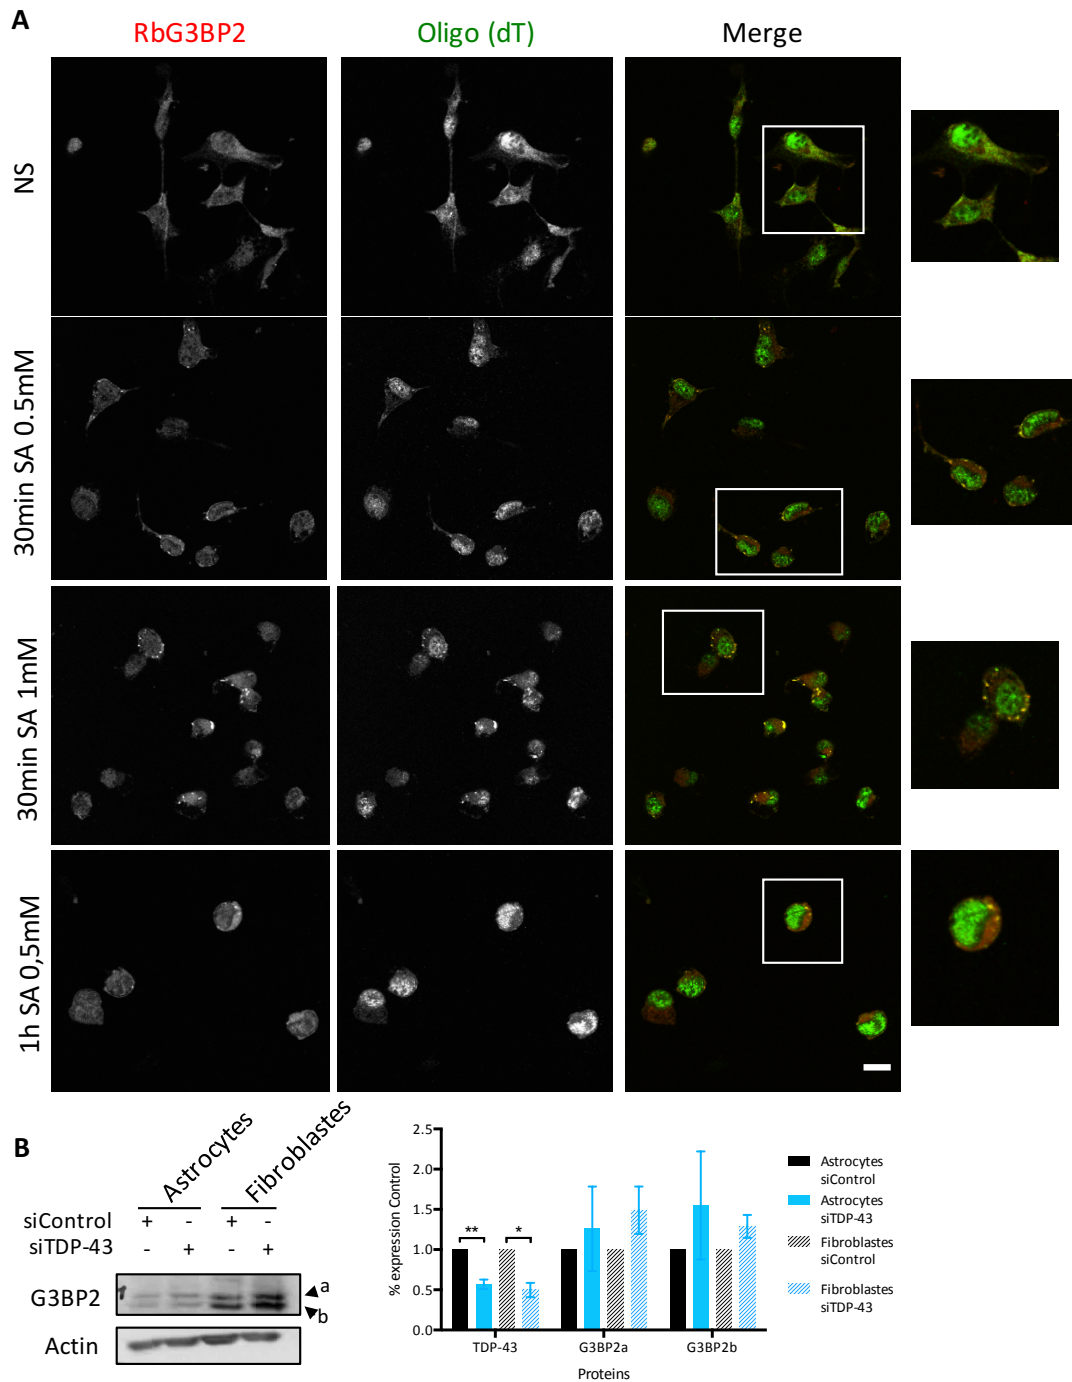 A
RbG3BP2
Oligo (dT)
Merge
NS
30min SA 0.5mM
30min SA 1mM
1h SA 0,5mM
B
Astrocytes
Fibroblastes
siControl + - + -
siTDP-43 - + - +
G3BP2
a
b
Actin
% expression Control
2.5
2.0
1.5
1.0
0.5
0.0
** *
TDP-43 G3BP2a G3BP2b
Proteins
Astrocytes
siControl
Astrocytes
siTDP-43
Fibroblastes
siControl
Fibroblastes
siTDP-43